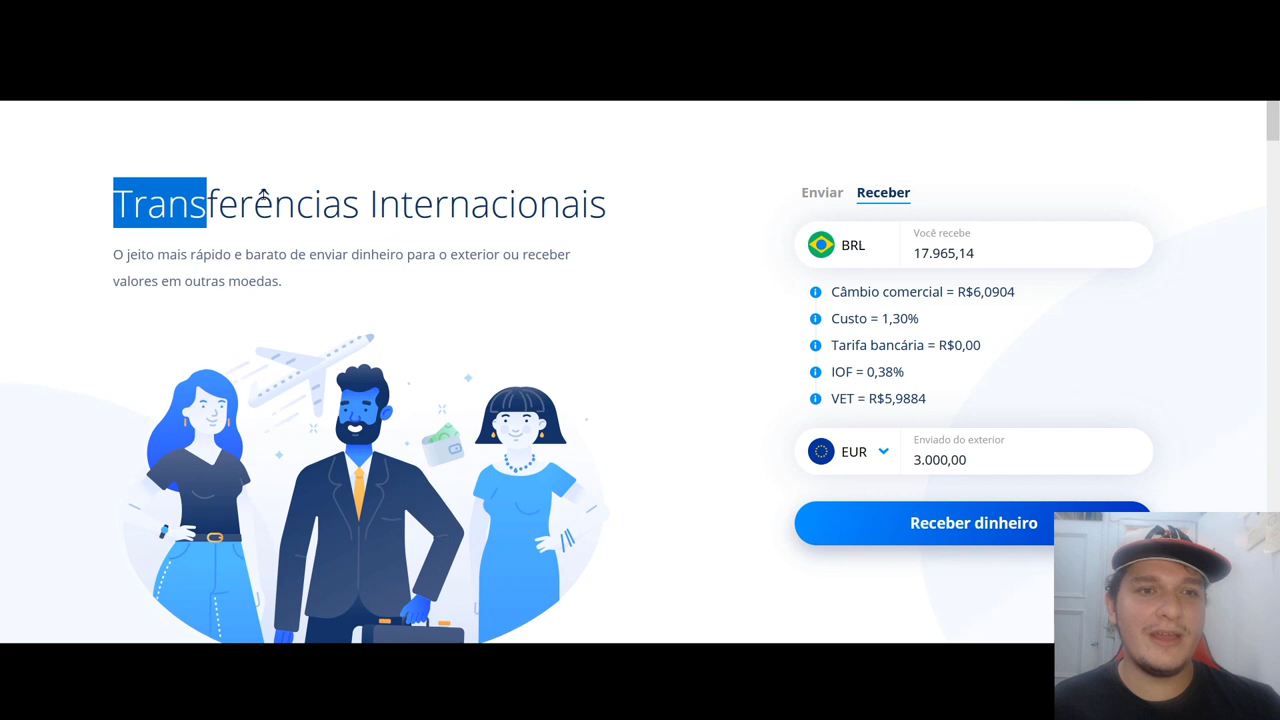 Transferências Internacionais
O jeito mais rápido e barato de enviar dinheiro para o exterior ou receber
valores em outras moedas.
Enviar Receber
BRL
Você recebe
17.965,14
Câmbio comercial = R$6,0904
Custo = 1,30%
Tarifa bancária = R$0,00
IOF = 0,38%
VET = R$5,9884
EUR
Enviado do exterior
3.000,00
Receber dinheiro